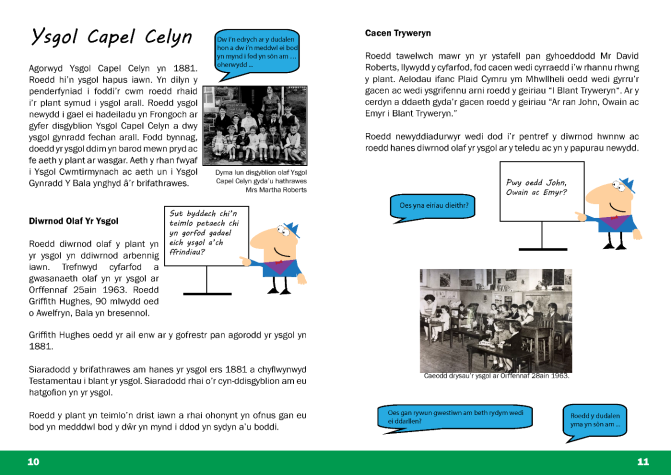 Ysgol Capel Celyn
Dw i'n edrych ar y dudalen
hon a dw i'n meddwl ei bod
yn mynd i fod yn sôn am ...
oherwydd ...
Agorwyd Ysgol Capel Celyn yn 1881.
Roedd hi'n ysgol hapus iawn. Yn dilyn y
penderfyniad i foddi'r cwm roedd rhaid
i'r plant symud i ysgol arall. Roedd ysgol
newydd i gael ei hadeiladu yn Frongoch ar
gyfer disgyblion Ysgol Capel Celyn a dwy
ysgol gynradd fechan arall. Fodd bynnag,
doedd yr ysgol ddim yn barod mewn pryd ac
fe aeth y plant ar wasgar. Aeth y rhan fwyaf
i Ysgol Cwmtirmynach ac aeth un i Ysgol
Gynradd Y Bala ynghyd â'r brifathrawes.
Dyma lun disgyblion olaf Ysgol
Capel Celyn gyda'u hathrawes
Mrs Martha Roberts
Diwrnod Olaf Yr Ysgol
Roedd diwrnod olaf y plant yn
yr ysgol yn ddiwrnod arbennig
iawn. Trefnwyd cyfarfod a
gwasanaeth olaf yn yr ysgol ar
Orffennaf 25ain 1963. Roedd
Griffith Hughes, 90 mlwydd oed
o Awelfryn, Bala yn bresennol.
Sut byddech chi'n
teimlo petaech chi
yn gorfod gadael
eich ysgol a'ch
ffrindiau?
Griffith Hughes oedd yr ail enw ar y gofrestr pan agorodd yr ysgol yn
1881.
Siaradodd y brifathrawes am hanes yr ysgol ers 1881 a chyflwynwyd
Testamentau i blant yr ysgol. Siaradodd rhai o'r cyn-ddisgyblion am eu
hatgofion yn yr ysgol.
Roedd y plant yn teimlo'n drist iawn a rhai ohonynt yn ofnus gan eu
bod yn medddwl bod y dŵr yn mynd i ddod yn sydyn a'u boddi.
10
Cacen Tryweryn
Roedd tawelwch mawr yn yr ystafell pan gyhoeddodd Mr David
Roberts, llywydd y cyfarfod, fod cacen wedi cyrraedd i'w rhannu rhwng
y plant. Aelodau ifanc Plaid Cymru ym Mhwllheli oedd wedi gyrru'r
gacen ac wedi ysgrifennu arni roedd y geiriau "I Blant Tryweryn". Ar y
cerdyn a ddaeth gyda'r gacen roedd y geiriau "Ar ran John, Owain ac
Emyr i Blant Tryweryn."
Roedd newyddiadurwyr wedi dod i'r pentref y diwrnod hwnnw ac
roedd hanes diwrnod olaf yr ysgol ar y teledu ac yn y papurau newydd.
Oes yna eiriau dieithr?
Pwy oedd John,
Owain ac Emyr?
Caeodd drysau'r ysgol ar Orffennaf 28ain 1963.
Oes gan rywun gwestiwn am beth rydym wedi
ei ddarllen?
Roedd y dudalen
yma yn sôn am ...
11